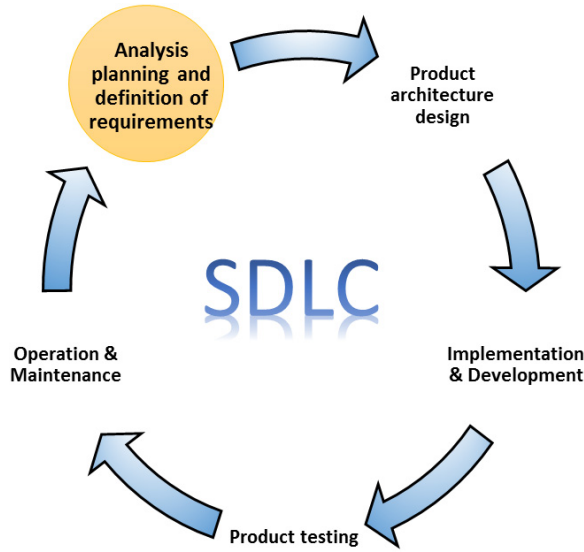 Analysis
planning and
definition of
requirements
Product
architecture
design
SDLC
Operation &
Maintenance
Implementation
& Development
Product testing